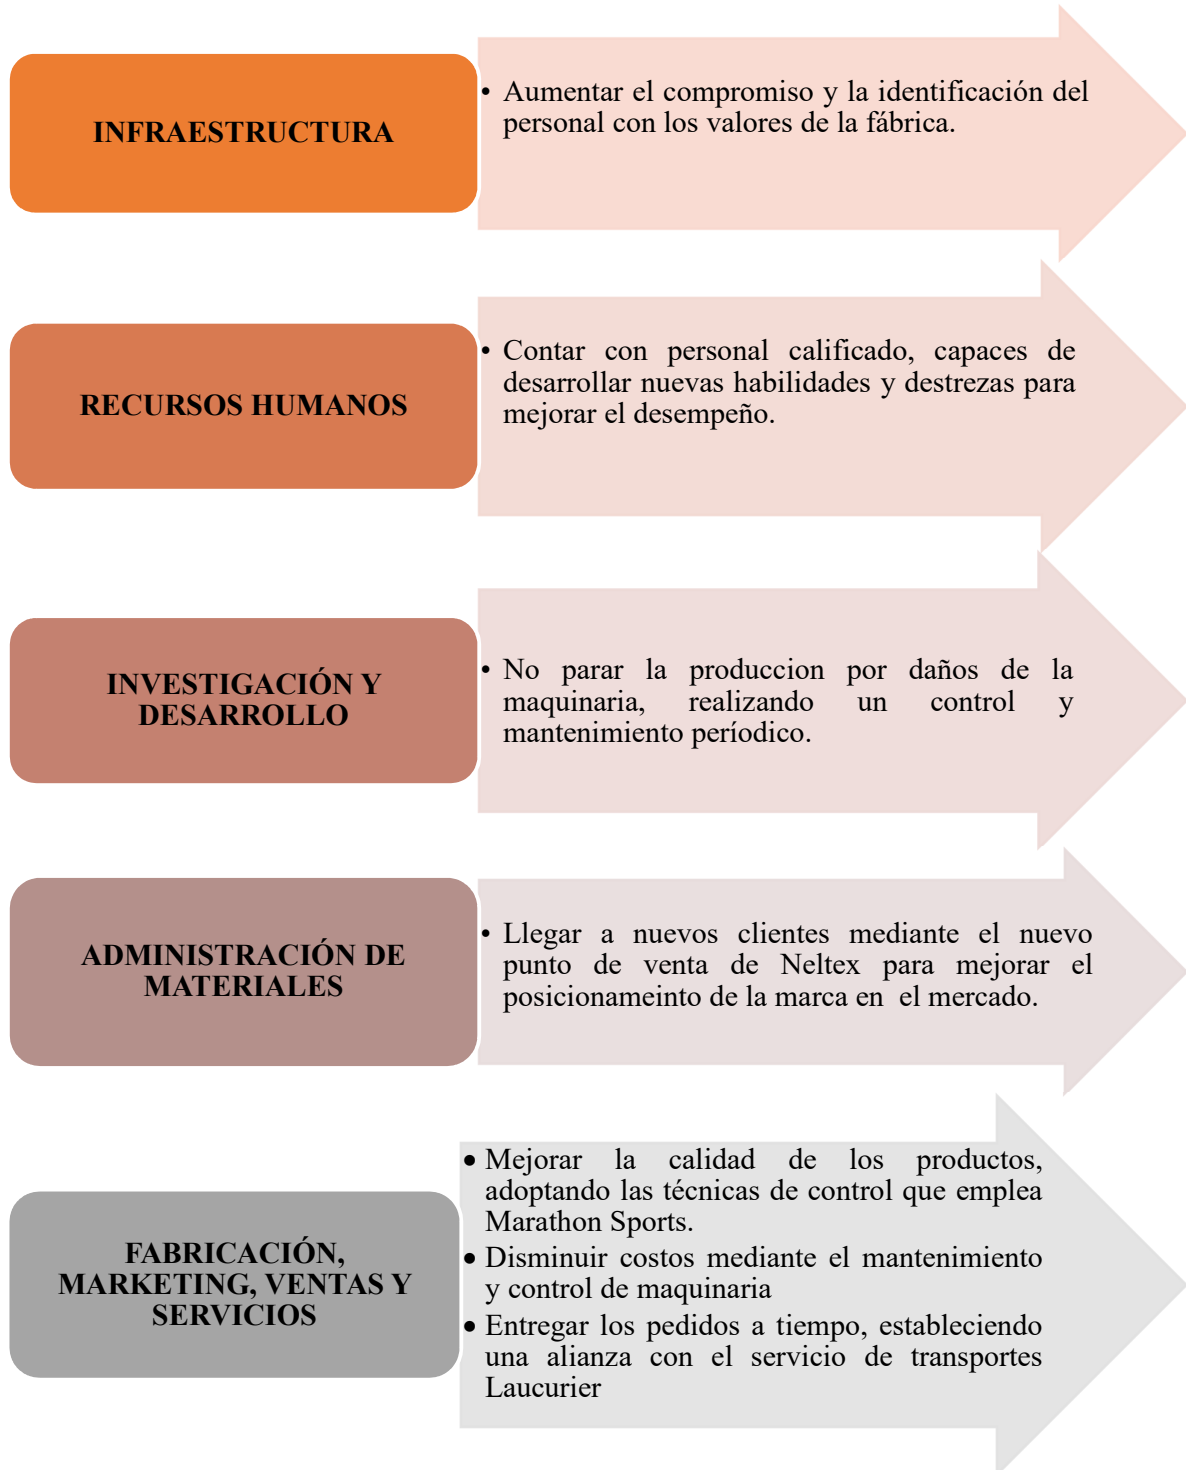 INFRAESTRUCTURA
• Aumentar el compromiso y la identificación del
personal con los valores de la fábrica.
RECURSOS HUMANOS
• Contar con personal calificado, capaces de
desarrollar nuevas habilidades y destrezas para
mejorar el desempeño.
INVESTIGACIÓN Y
DESARROLLO
• No parar la produccion por daños de la
maquinaria, realizando un control y
mantenimiento períodico.
ADMINISTRACIÓN DE
MATERIALES
• Llegar a nuevos clientes mediante el nuevo
punto de venta de Neltex para mejorar el
posicionameinto de la marca en el mercado.
FABRICACIÓN,
MARKETING, VENTAS Y
SERVICIOS
• Mejorar la calidad de los productos,
adoptando las técnicas de control que emplea
Marathon Sports.
• Disminuir costos mediante el mantenimiento
y control de maquinaria
• Entregar los pedidos a tiempo, estableciendo
una alianza con el servicio de transportes
Laucurier